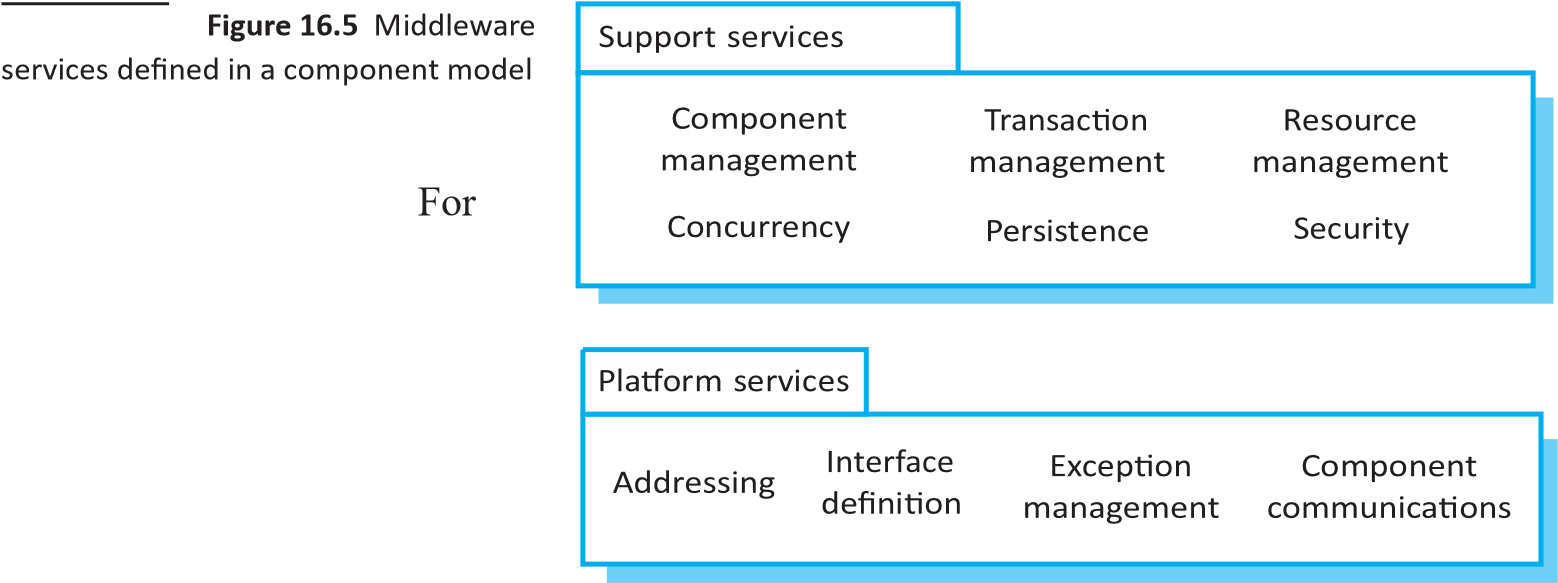 Figure 16.5 Middleware
services defined in a component model
For
Support services
Component Transaction Resource
management management management
Concurrency Persistence Security
Platform services
Addressing Interface Exception Component
definition management communications